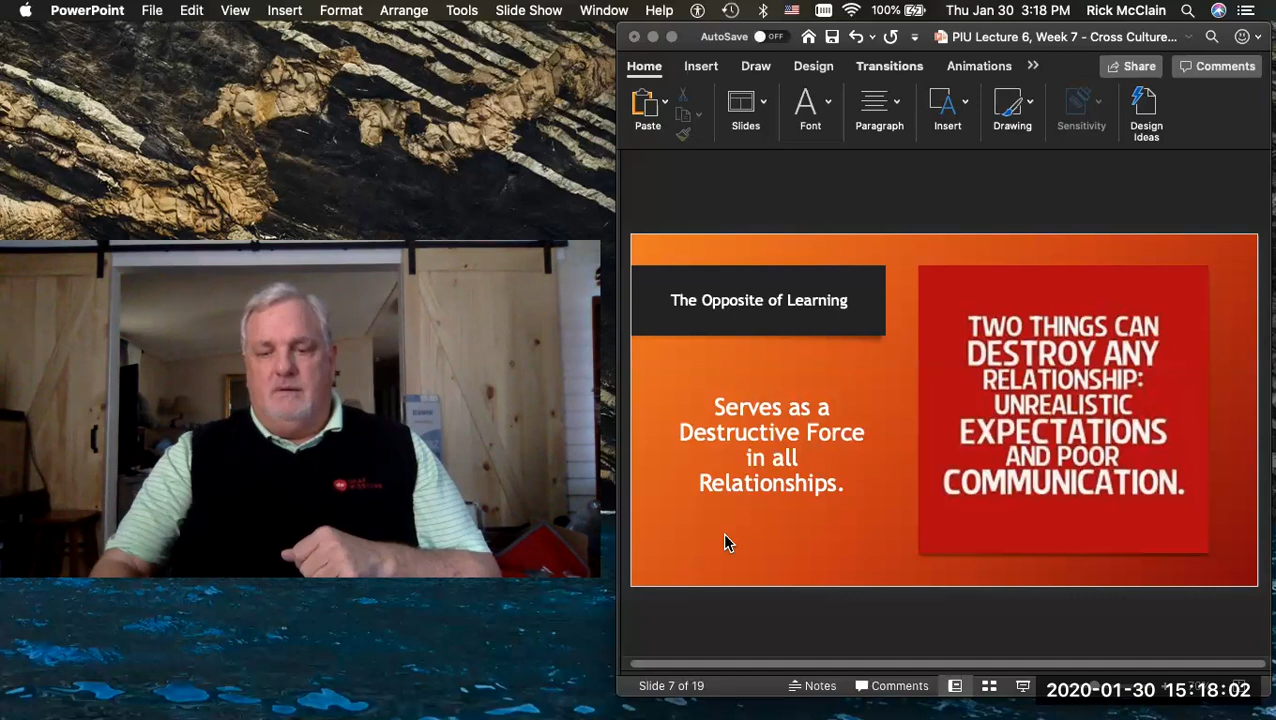 PowerPoint File Edit View Insert Format Arrange Tools Slide Show Window Help 100% Thu Jan 30 3:18 PM Rick McClain
AutoSave OFF PIU Lecture 6, Week 7 - Cross Culture...
Home Insert Draw Design Transitions Animations >> Share Comments
Paste Slides Font Paragraph Insert Drawing Sensitivity Design
Ideas
The Opposite of Learning
Serves as a
Destructive Force
in all
Relationships.
TWO THINGS CAN
DESTROY ANY
RELATIONSHIP:
UNREALISTIC
EXPECTATIONS
AND POOR
COMMUNICATION.
Slide 7 of 19 Notes Comments
2020-01-30 15:18:02